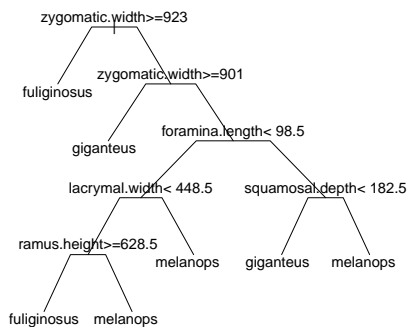 zygomatic.width>=923
fuliginosus
zygomatic.width>=901
giganteus
foramina.length< 98.5
lacrymal.width< 448.5
squamosal.depth< 182.5
ramus.height>=628.5
melanops
giganteus
melanops
fuliginosus
melanops